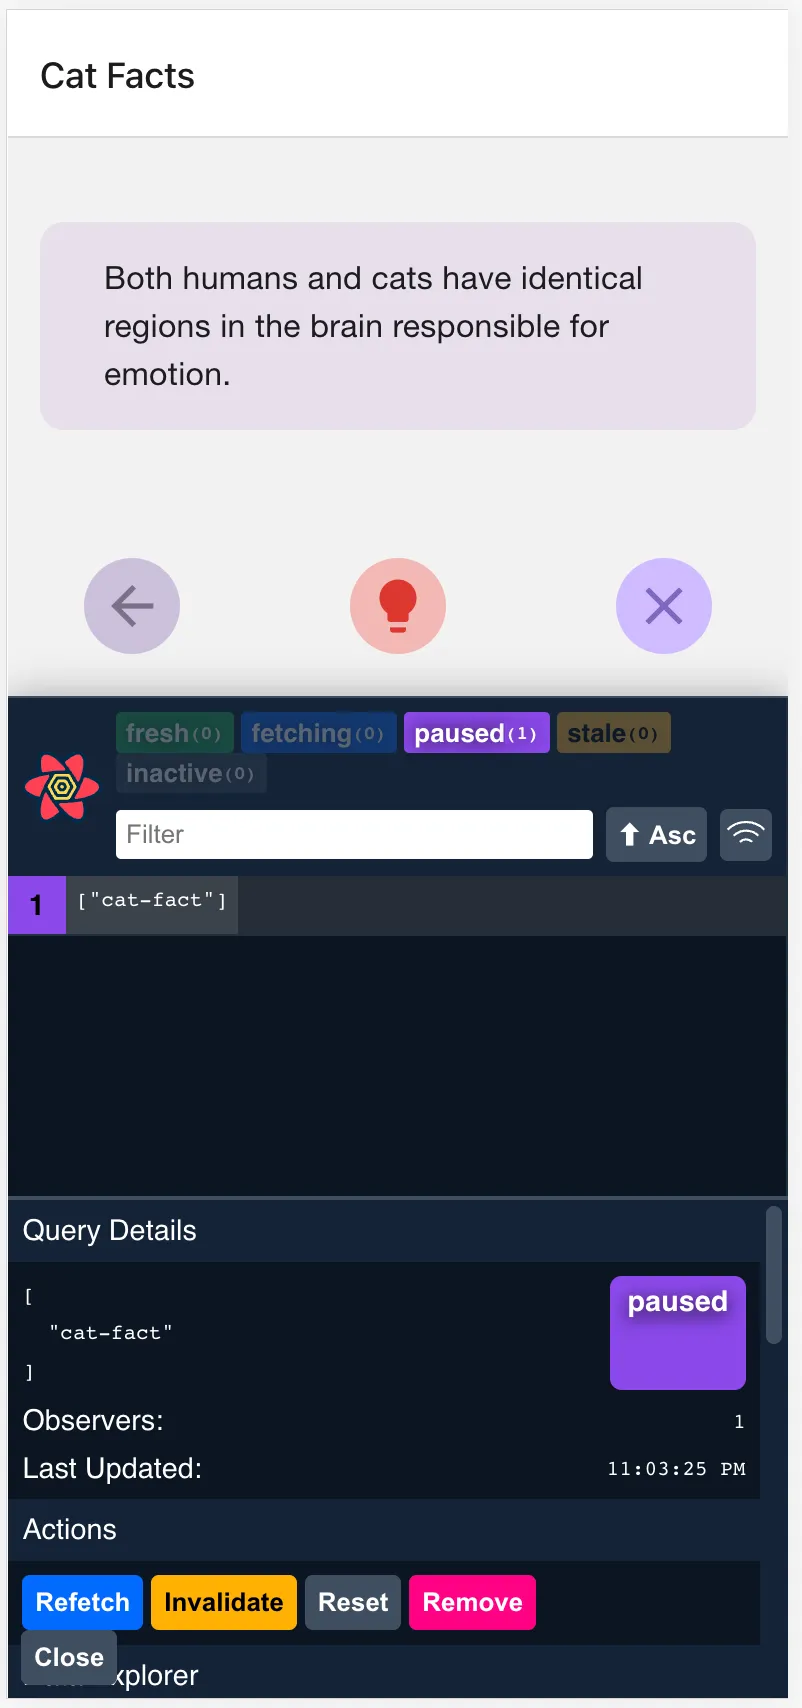 Cat Facts
Both humans and cats have identical
regions in the brain responsible for
emotion.
fresh(0) fetching(0) paused(1) stale(0)
inactive(0)
Filter
Asc
1 ["cat-fact"]
Query Details
[
"cat-fact"
]
paused
Observers: 1
Last Updated: 11:03:25 PM
Actions
Refetch Invalidate Reset Remove
Close
xplorer